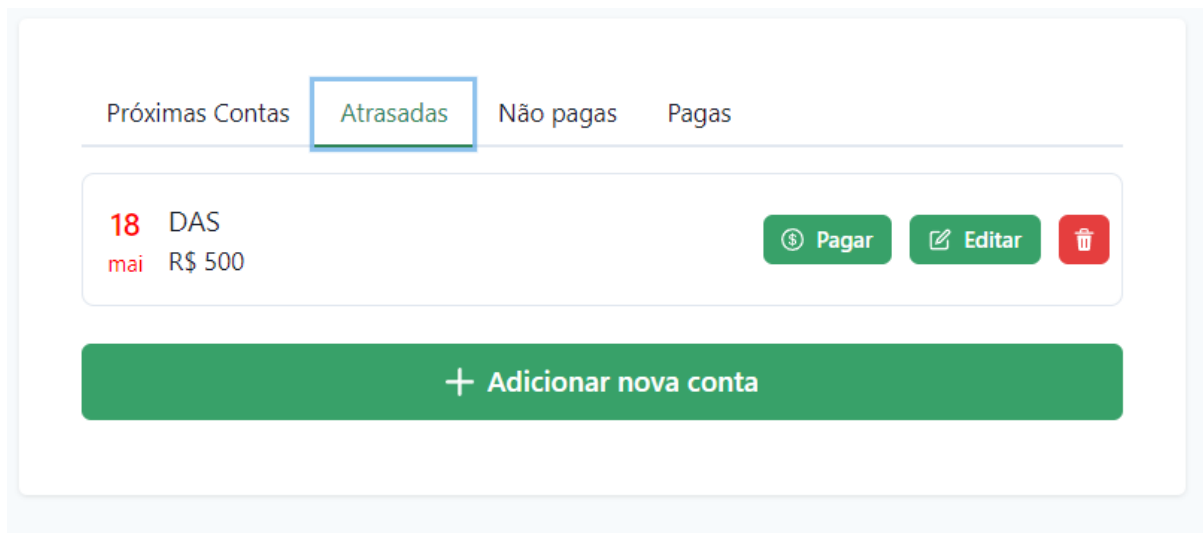 Próximas Contas Atrasadas Não pagas Pagas
18 DAS
mai R$ 500
Pagar Editar
Adicionar nova conta